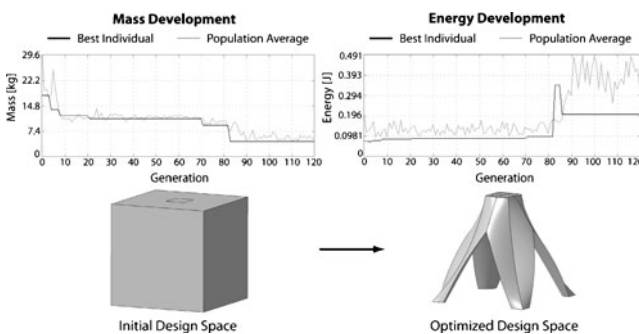 Mass Development
Best Individual
Population Average
29.6
22.2
14.8
7.4
0
Mass [kg]
0 10 20 30 40 50 60 70 80 90 100 110 120
Generation
Energy Development
Best Individual
Population Average
0.491
0.393
0.294
0.196
0.0981
0
Energy [J]
0 10 20 30 40 50 60 70 80 90 100 110 120
Generation
Initial Design Space
Optimized Design Space